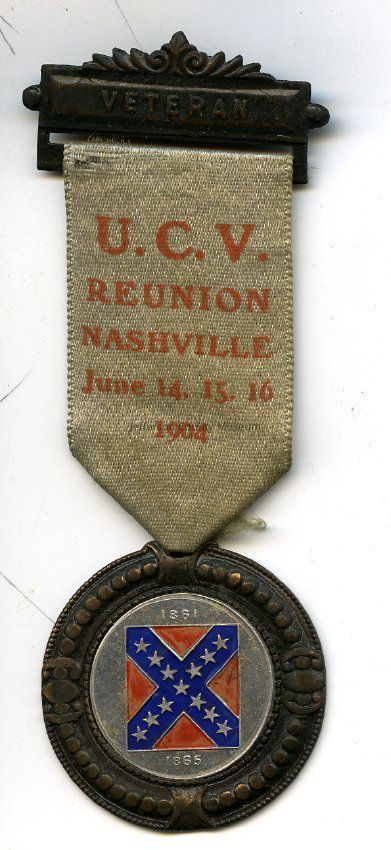 VETERAN
U.C.V.
REUNION
NASHVILLE
June 14, 15, 16
1904
1861
1865